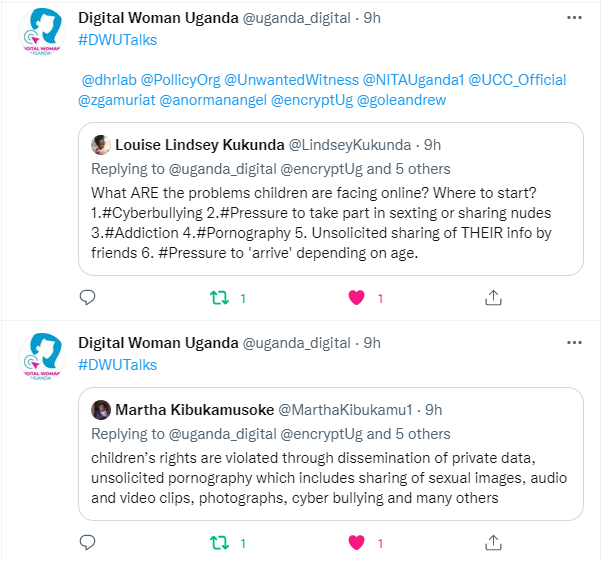 Digital Woman Uganda @uganda_digital · 9h
#DWUTalks
@dhrlab @PollicyOrg @UnwantedWitness @NITAUganda1 @UCC_Official
@zgamuriat @anormanangel @encryptUg @goleandrew
Louise Lindsey Kukunda @LindseyKukunda · 9h
Replying to @uganda_digital @encryptUg and 5 others
What ARE the problems children are facing online? Where to start?
1.#Cyberbullying 2.#Pressure to take part in sexting or sharing nudes
3.#Addiction 4.#Pornography 5. Unsolicited sharing of THEIR info by
friends 6. #Pressure to 'arrive' depending on age.
1 1
Digital Woman Uganda @uganda_digital · 9h
#DWUTalks
Martha Kibukamusoke @MarthaKibukamu1 · 9h
Replying to @uganda_digital @encryptUg and 5 others
children’s rights are violated through dissemination of private data,
unsolicited pornography which includes sharing of sexual images, audio
and video clips, photographs, cyber bullying and many others
1 1